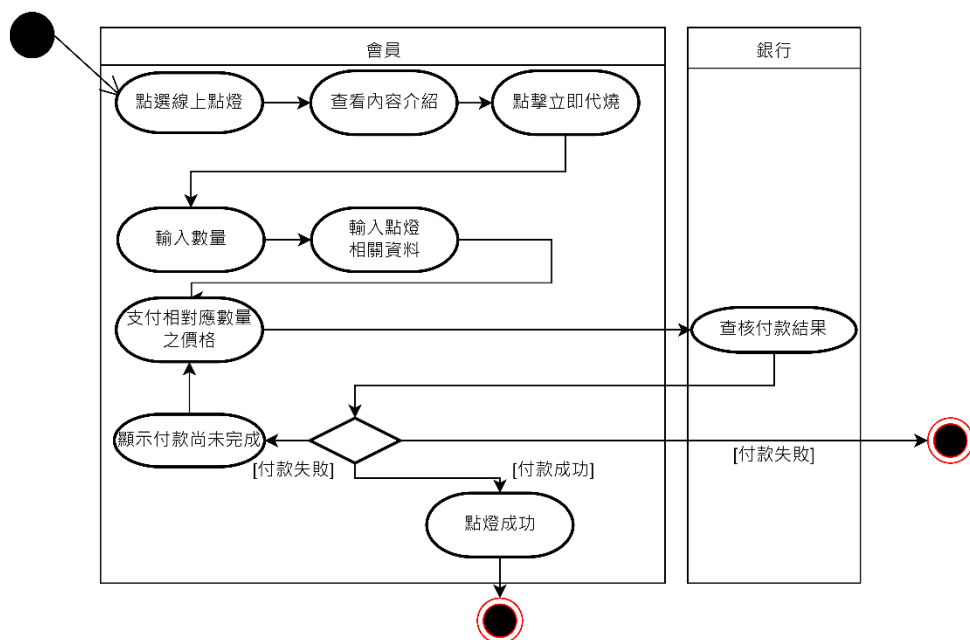 會員
銀行
點選線上點燈
查看內容介紹
點擊立即代燒
輸入數量
輸入點燈
相關資料
支付相對應數量
之價格
查核付款結果
顯示付款尚未完成
[付款失敗]
[付款成功]
[付款失敗]
點燈成功